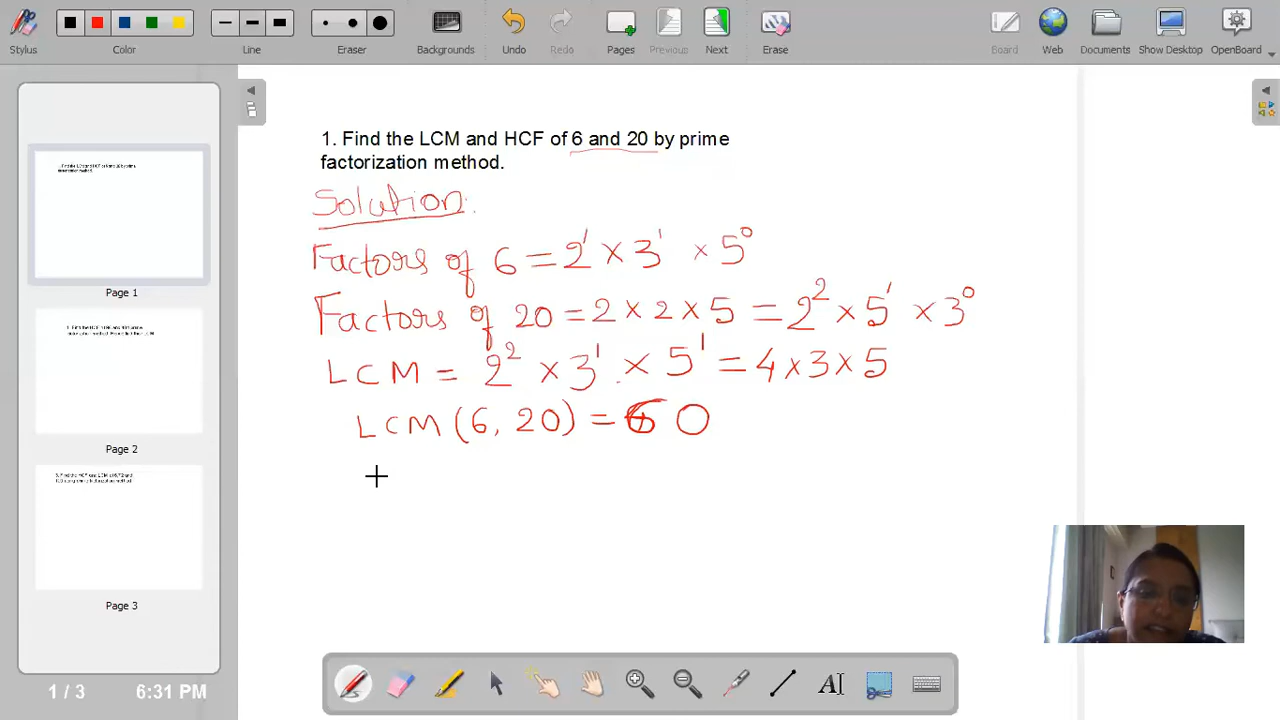 Stylus Color Line Eraser Backgrounds Undo Redo Pages Previous Next Erase Board Web Documents Show Desktop OpenBoard
1. Find the LCM and HCF of 6 and 20 by prime
factorization method.
Solution:
Factors of 6 = 2¹ × 3¹ × 5⁰
Factors of 20 = 2 × 2 × 5 = 2² × 5¹ × 3⁰
LCM = 2² × 3¹ × 5¹ = 4 × 3 × 5
LCM (6, 20) = 60
Page 1
Page 2
Page 3
1 / 3 6:31 PM